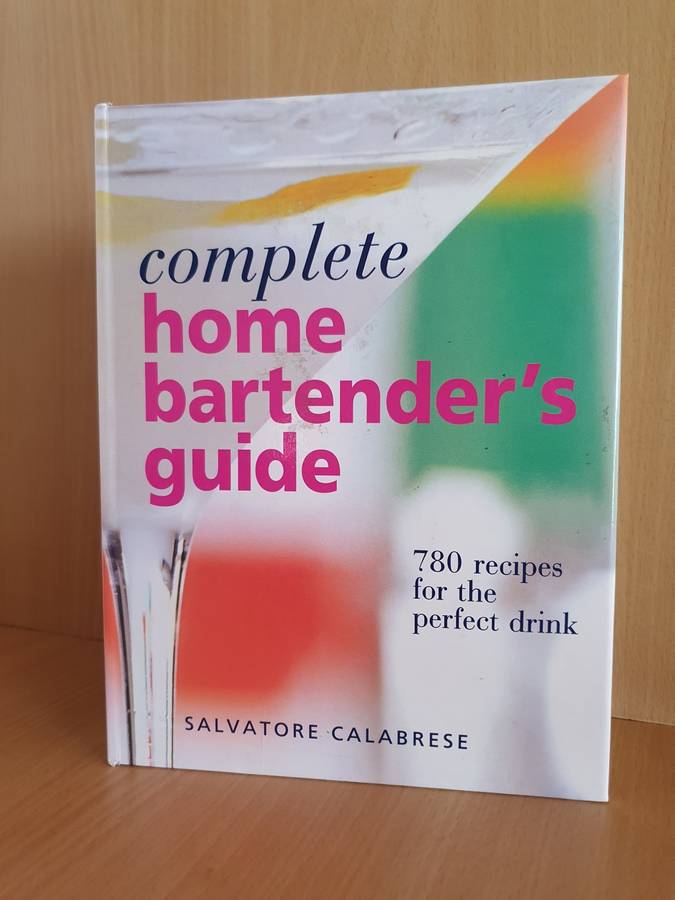 complete
home
bartender's
guide
780 recipes
for the
perfect drink
SALVATORE CALABRESE